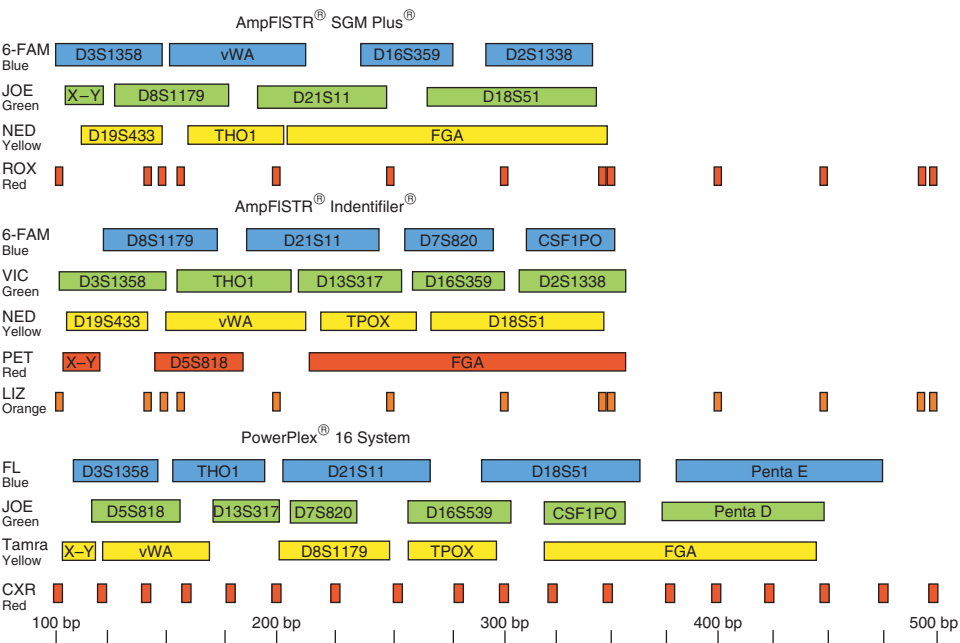 AmpFlSTR® SGM Plus®
6-FAM D3S1358 vWA D16S359 D2S1338
Blue
JOE X–Y D8S1179 D21S11 D18S51
Green
NED D19S433 THO1 FGA
Yellow
ROX
Red
AmpFlSTR® Indentifiler®
6-FAM D8S1179 D21S11 D7S820 CSF1PO
Blue
VIC D3S1358 THO1 D13S317 D16S359 D2S1338
Green
NED D19S433 vWA TPOX D18S51
Yellow
PET X–Y D5S818 FGA
Red
LIZ
Orange
PowerPlex® 16 System
FL D3S1358 THO1 D21S11 D18S51 Penta E
Blue
JOE D5S818 D13S317 D7S820 D16S539 CSF1PO Penta D
Green
Tamra X–Y vWA D8S1179 TPOX FGA
Yellow
CXR
Red
100 bp 200 bp 300 bp 400 bp 500 bp